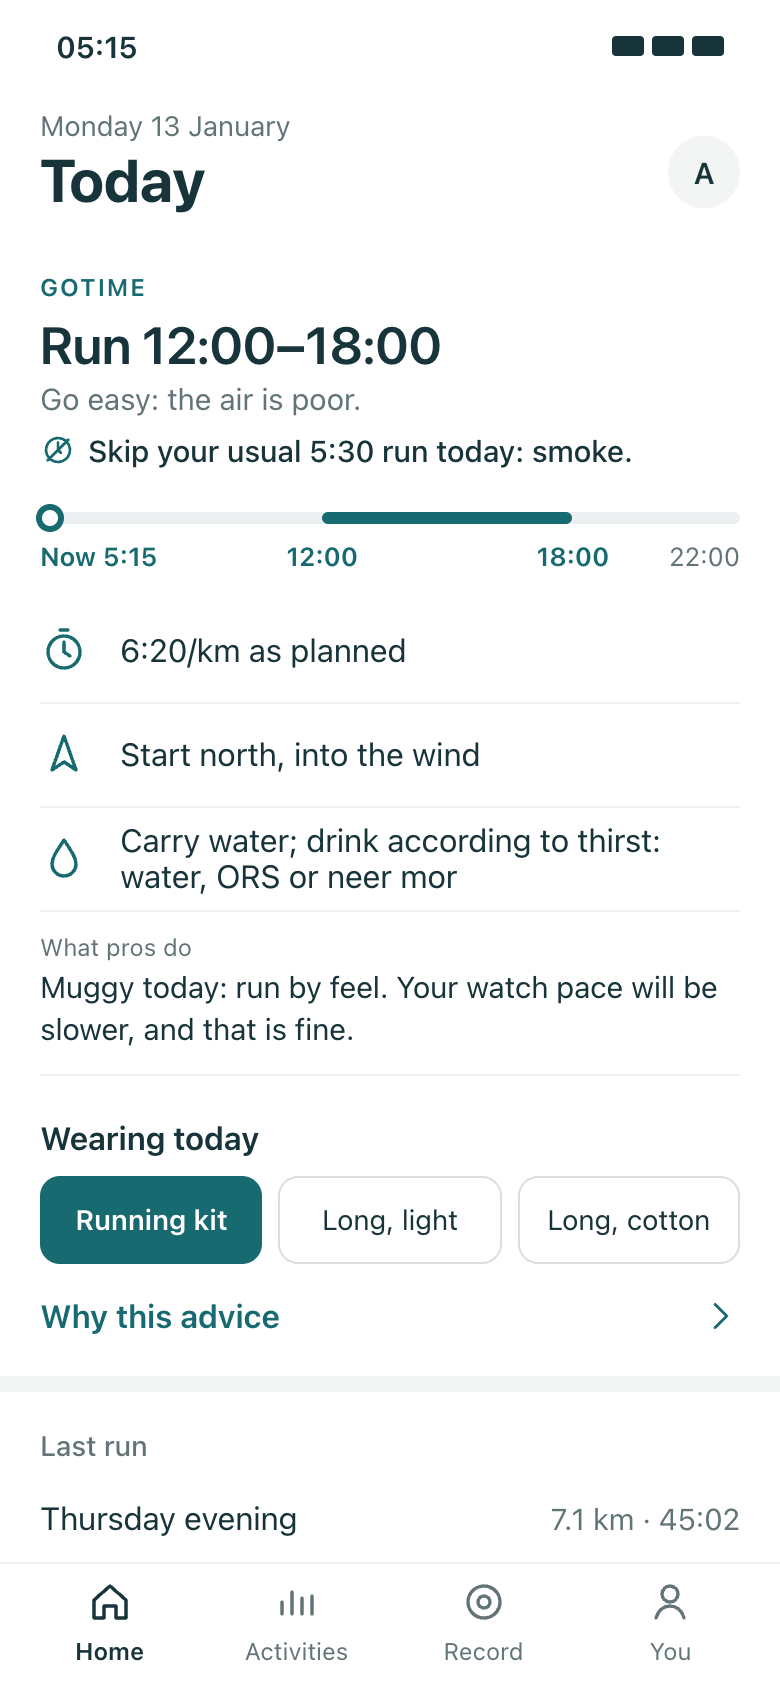 05:15
Monday 13 January
Today
A
GOTIME
Run 12:00–18:00
Go easy: the air is poor.
Skip your usual 5:30 run today: smoke.
Now 5:15 12:00 18:00 22:00
6:20/km as planned
Start north, into the wind
Carry water; drink according to thirst:
water, ORS or neer mor
What pros do
Muggy today: run by feel. Your watch pace will be
slower, and that is fine.
Wearing today
Running kit Long, light Long, cotton
Why this advice
Last run
Thursday evening 7.1 km · 45:02
Home Activities Record You